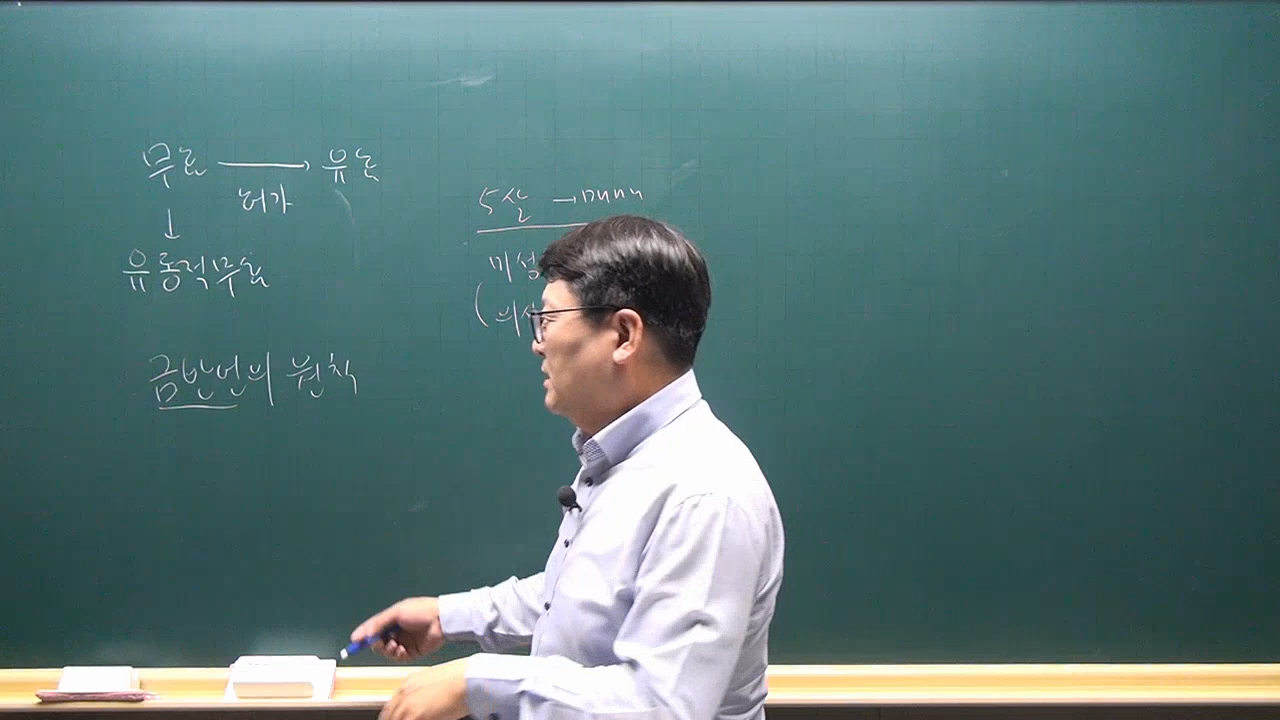 무효 → 유효
허가
↓
유동적무효
금반언의 원칙
5살 →
미성
(의사